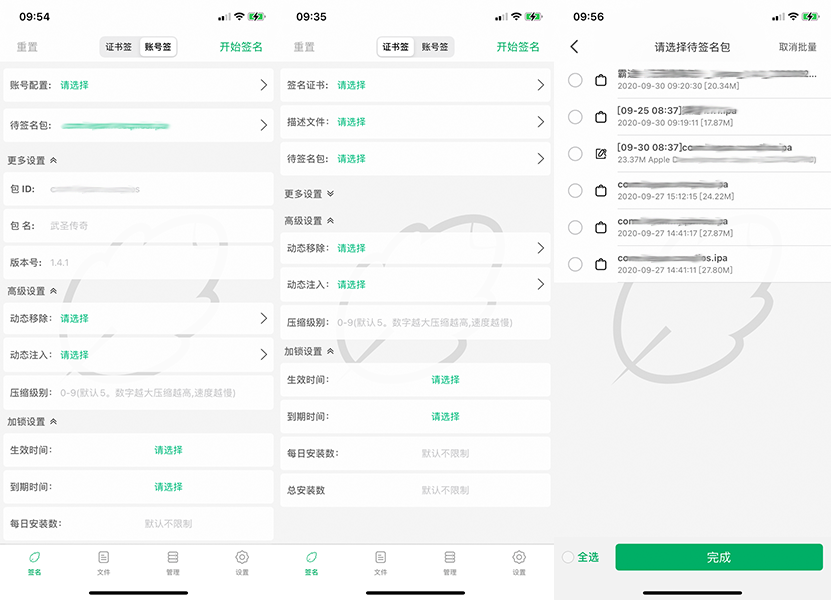 09:54
重置
证书签 账号签
开始签名
账号配置: 请选择
待签名包:
更多设置
包 ID:
包 名: 武圣传奇
版本号: 1.4.1
高级设置
动态移除: 请选择
动态注入: 请选择
压缩级别: 0-9(默认5。数字越大压缩越高,速度越慢)
加锁设置
生效时间: 请选择
到期时间: 请选择
每日安装数: 默认不限制
签名 文件 管理 设置
09:35
重置
证书签 账号签
开始签名
签名证书: 请选择
描述文件: 请选择
待签名包: 请选择
更多设置
高级设置
动态移除: 请选择
动态注入: 请选择
压缩级别: 0-9(默认5。数字越大压缩越高,速度越慢)
加锁设置
生效时间: 请选择
到期时间: 请选择
每日安装数: 默认不限制
总安装数 默认不限制
签名 文件 管理 设置
09:56
请选择待签名包
取消批量
霸
2020-09-30 09:20:30 [20.34M]
[09-25 08:37] .ipa
2020-09-30 09:19:11 [17.87M]
[09-30 08:37]
23.37M Apple
2020-09-27 15:12:15 [24.22M]
2020-09-27 14:41:17 [27.87M]
.ipa
2020-09-27 14:41:11 [27.80M]
全选
完成